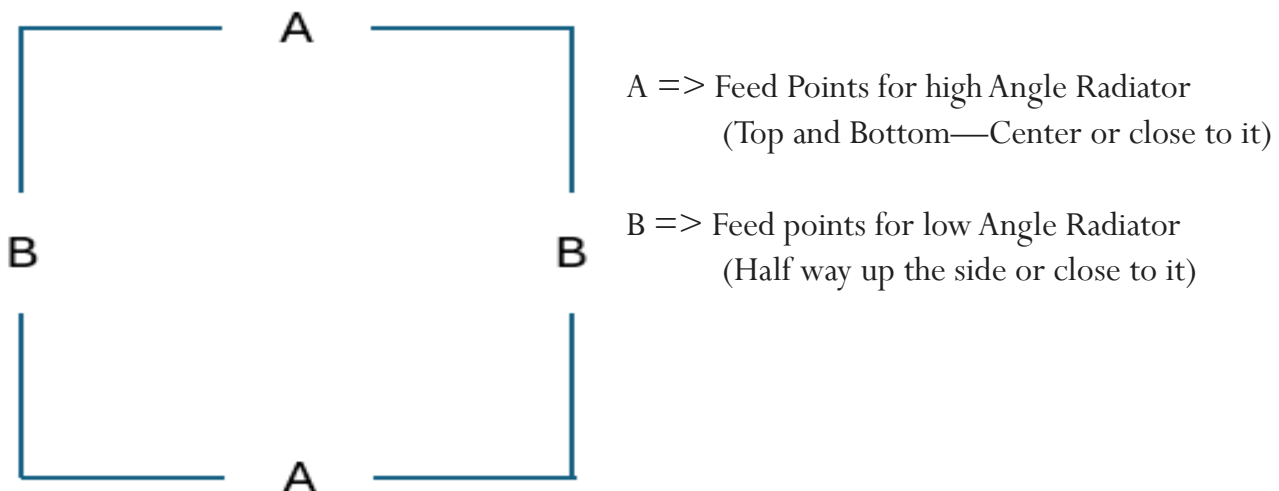 A
A => Feed Points for high Angle Radiator
(Top and Bottom—Center or close to it)
B
B
B => Feed points for low Angle Radiator
(Half way up the side or close to it)
A